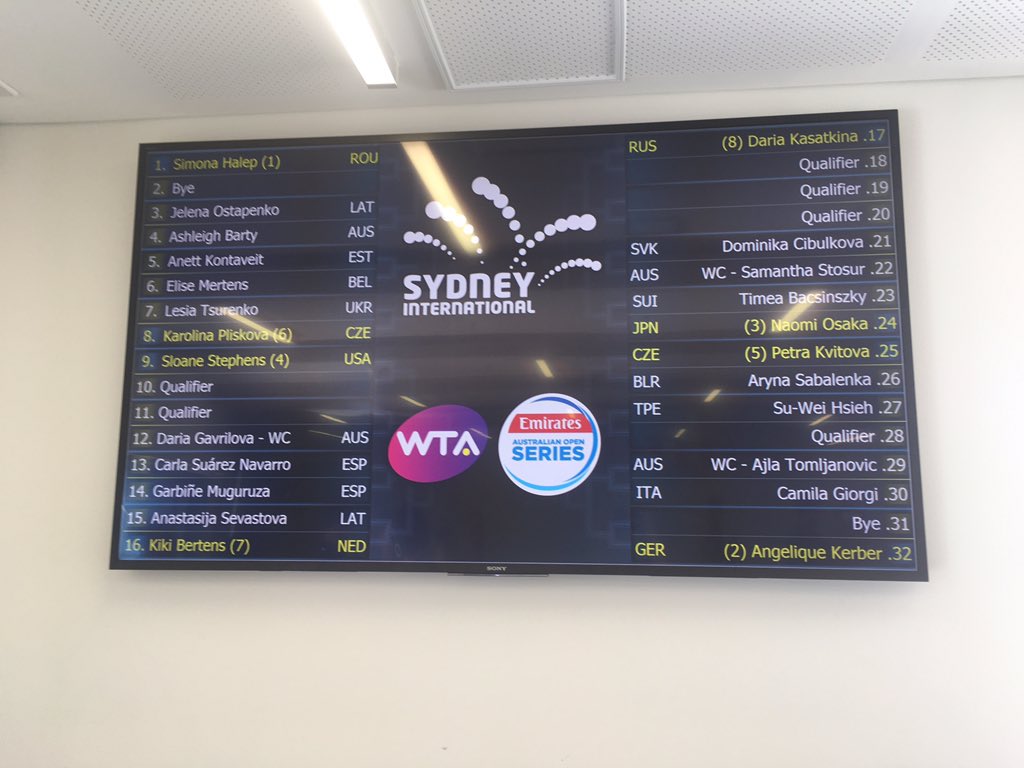 1. Simona Halep (1) ROU
2. Bye
3. Jelena Ostapenko LAT
4. Ashleigh Barty AUS
5. Anett Kontaveit EST
6. Elise Mertens BEL
7. Lesia Tsurenko UKR
8. Karolina Pliskova (6) CZE
9. Sloane Stephens (4) USA
10. Qualifier
11. Qualifier
12. Daria Gavrilova - WC AUS
13. Carla Suárez Navarro ESP
14. Garbiñe Muguruza ESP
15. Anastasija Sevastova LAT
16. Kiki Bertens (7) NED
SYDNEY
INTERNATIONAL
WTA
Emirates
AUSTRALIAN OPEN
SERIES
RUS (8) Daria Kasatkina .17
Qualifier .18
Qualifier .19
Qualifier .20
SVK Dominika Cibulkova .21
AUS WC - Samantha Stosur .22
SUI Timea Bacsinszky .23
JPN (3) Naomi Osaka .24
CZE (5) Petra Kvitova .25
BLR Aryna Sabalenka .26
TPE Su-Wei Hsieh .27
Qualifier .28
AUS WC - Ajla Tomljanovic .29
ITA Camila Giorgi .30
Bye .31
GER (2) Angelique Kerber .32
SONY